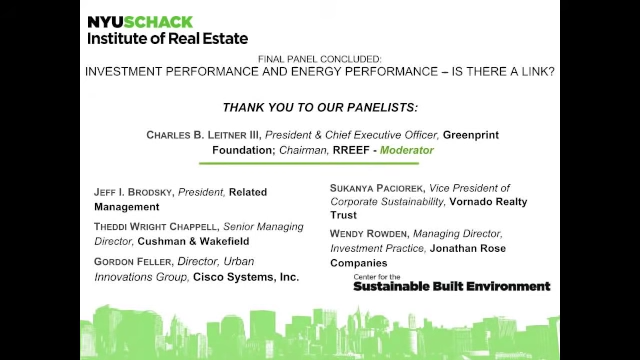 NYUSCHACK
Institute of Real Estate
FINAL PANEL CONCLUDED:
INVESTMENT PERFORMANCE AND ENERGY PERFORMANCE – IS THERE A LINK?
THANK YOU TO OUR PANELISTS:
CHARLES B. LEITNER III, President & Chief Executive Officer, Greenprint
Foundation; Chairman, RREEF - Moderator
JEFF I. BRODSKY, President, Related
Management
THEDDI WRIGHT CHAPPELL, Senior Managing
Director, Cushman & Wakefield
GORDON FELLER, Director, Urban
Innovations Group, Cisco Systems, Inc.
SUKANYA PACIOREK, Vice President of
Corporate Sustainability, Vornado Realty
Trust
WENDY ROWDEN, Managing Director,
Investment Practice, Jonathan Rose
Companies
Center for the
Sustainable Built Environment